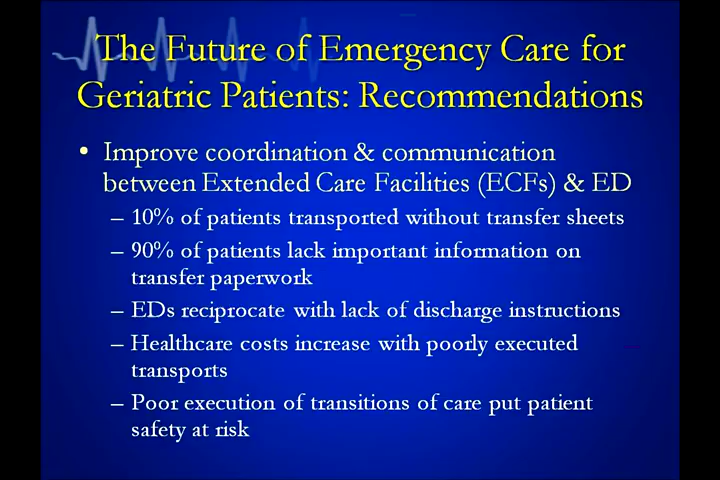 The Future of Emergency Care for
Geriatric Patients: Recommendations
• Improve coordination & communication
between Extended Care Facilities (ECFs) & ED
– 10% of patients transported without transfer sheets
– 90% of patients lack important information on
transfer paperwork
– EDs reciprocate with lack of discharge instructions
– Healthcare costs increase with poorly executed
transports
– Poor execution of transitions of care put patient
safety at risk